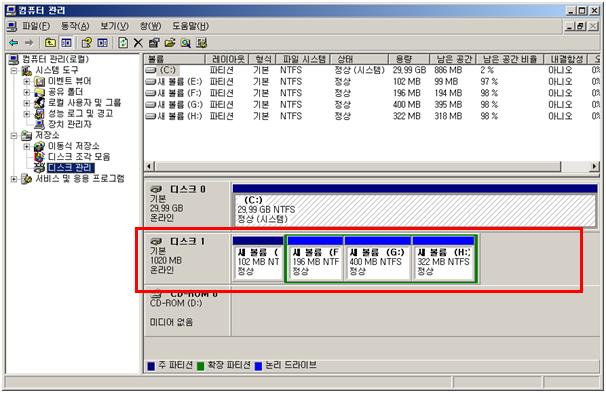 컴퓨터 관리
파일(F) 동작(A) 보기(V) 창(W) 도움말(H)
컴퓨터 관리(로컬)
시스템 도구
이벤트 뷰어
공유 폴더
로컬 사용자 및 그룹
성능 로그 및 경고
장치 관리자
저장소
이동식 저장소
디스크 조각 모음
디스크 관리
서비스 및 응용 프로그램
볼륨 레이아웃 형식 파일 시스템 상태 용량 남은 공간 남은 공간 비율 내결함성 오
(C:) 파티션 기본 NTFS 정상 (시스템) 29,99 GB 886 MB 2 % 아니오 0%
새 볼륨 (E:) 파티션 기본 NTFS 정상 102 MB 99 MB 97 % 아니오 0%
새 볼륨 (F:) 파티션 기본 NTFS 정상 196 MB 194 MB 98 % 아니오 0%
새 볼륨 (G:) 파티션 기본 NTFS 정상 400 MB 395 MB 98 % 아니오 0%
새 볼륨 (H:) 파티션 기본 NTFS 정상 322 MB 318 MB 98 % 아니오 0%
디스크 0
기본
29,99 GB
온라인
(C:)
29,99 GB NTFS
정상 (시스템)
디스크 1
기본
1020 MB
온라인
새 볼륨 (
102 MB NT
정상
새 볼륨 (F
196 MB NTF
정상
새 볼륨 (G:)
400 MB NTFS
정상
새 볼륨 (H:
322 MB NTFS
정상
CD-ROM 0
CD-ROM (D:)
미디어 없음
주 파티션 확장 파티션 논리 드라이브